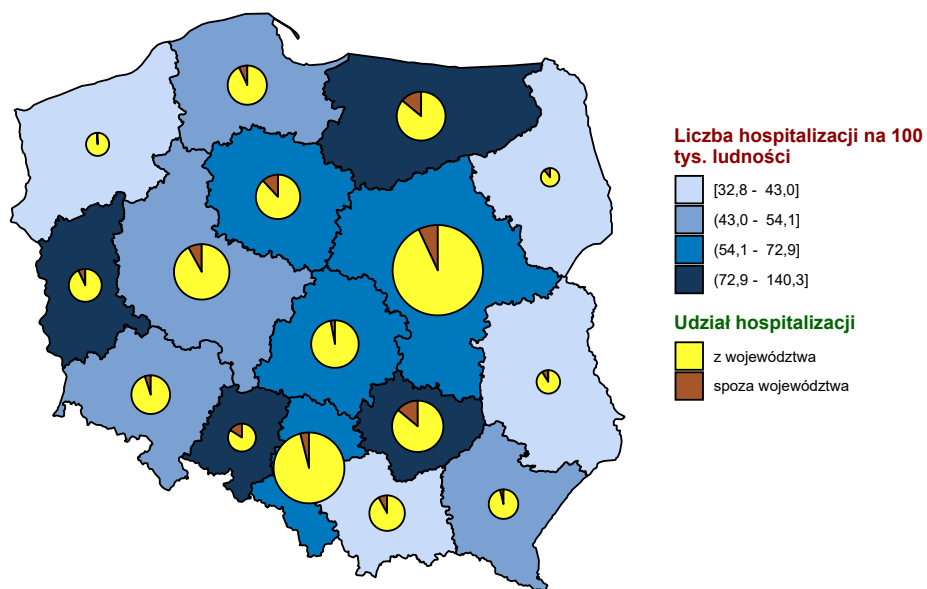 Liczba hospitalizacji na 100
tys. ludności
[32,8 - 43,0]
(43,0 - 54,1]
(54,1 - 72,9]
(72,9 - 140,3]
Udział hospitalizacji
z województwa
spoza województwa